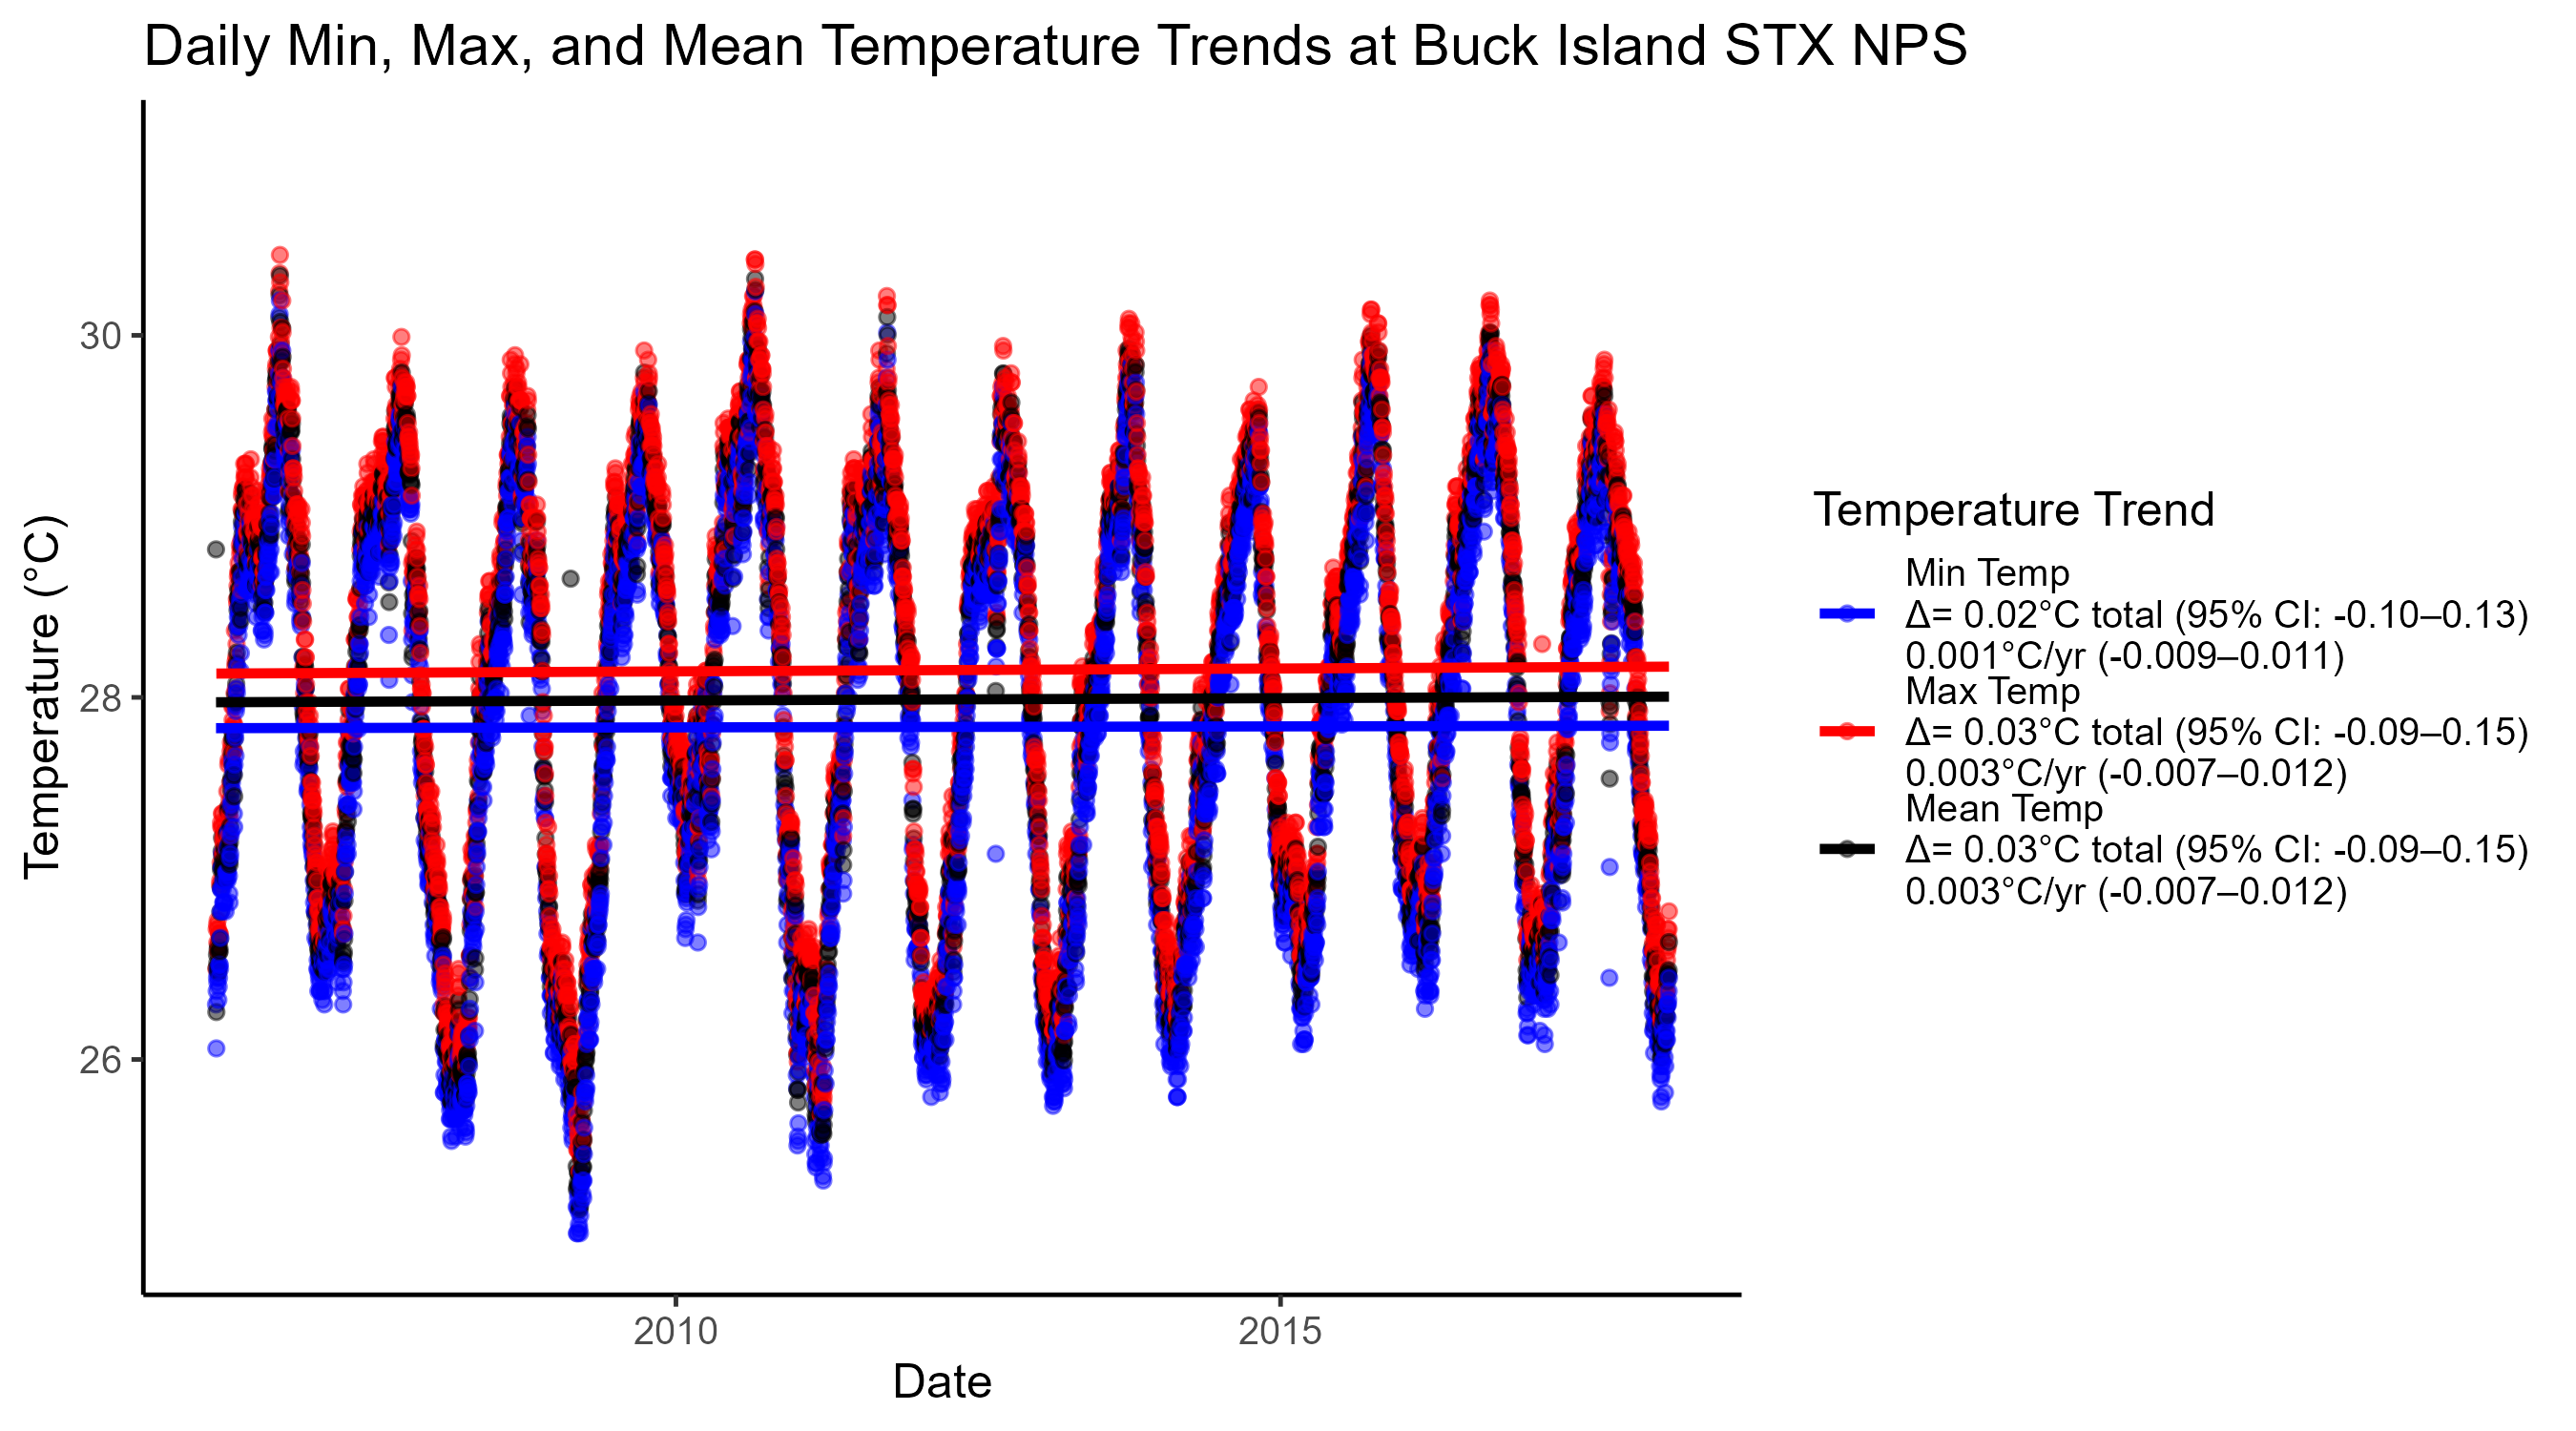 Daily Min, Max, and Mean Temperature Trends at Buck Island STX NPS
Temperature (°C)
30
28
26
2010
2015
Date
Temperature Trend
Min Temp
Δ= 0.02°C total (95% CI: -0.10–0.13)
0.001°C/yr (-0.009–0.011)
Max Temp
Δ= 0.03°C total (95% CI: -0.09–0.15)
0.003°C/yr (-0.007–0.012)
Mean Temp
Δ= 0.03°C total (95% CI: -0.09–0.15)
0.003°C/yr (-0.007–0.012)